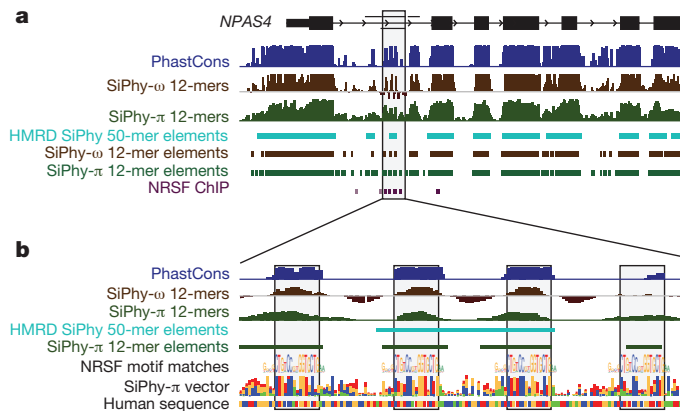 a
NPAS4
PhastCons
SiPhy-ω 12-mers
SiPhy-π 12-mers
HMRD SiPhy 50-mer elements
SiPhy-ω 12-mer elements
SiPhy-π 12-mer elements
NRSF ChIP
b
PhastCons
SiPhy-ω 12-mers
SiPhy-π 12-mers
HMRD SiPhy 50-mer elements
SiPhy-π 12-mer elements
NRSF motif matches
SiPhy-π vector
Human sequence